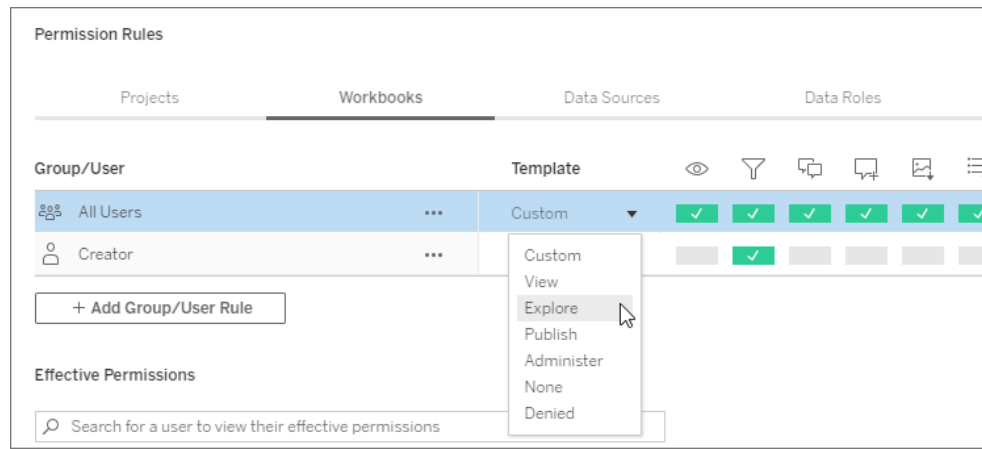 Permission Rules
Projects Workbooks Data Sources Data Roles
Group/User Template
All Users ... Custom
Creator ...
Custom
View
Explore
Publish
Administer
None
Denied
+ Add Group/User Rule
Effective Permissions
Search for a user to view their effective permissions